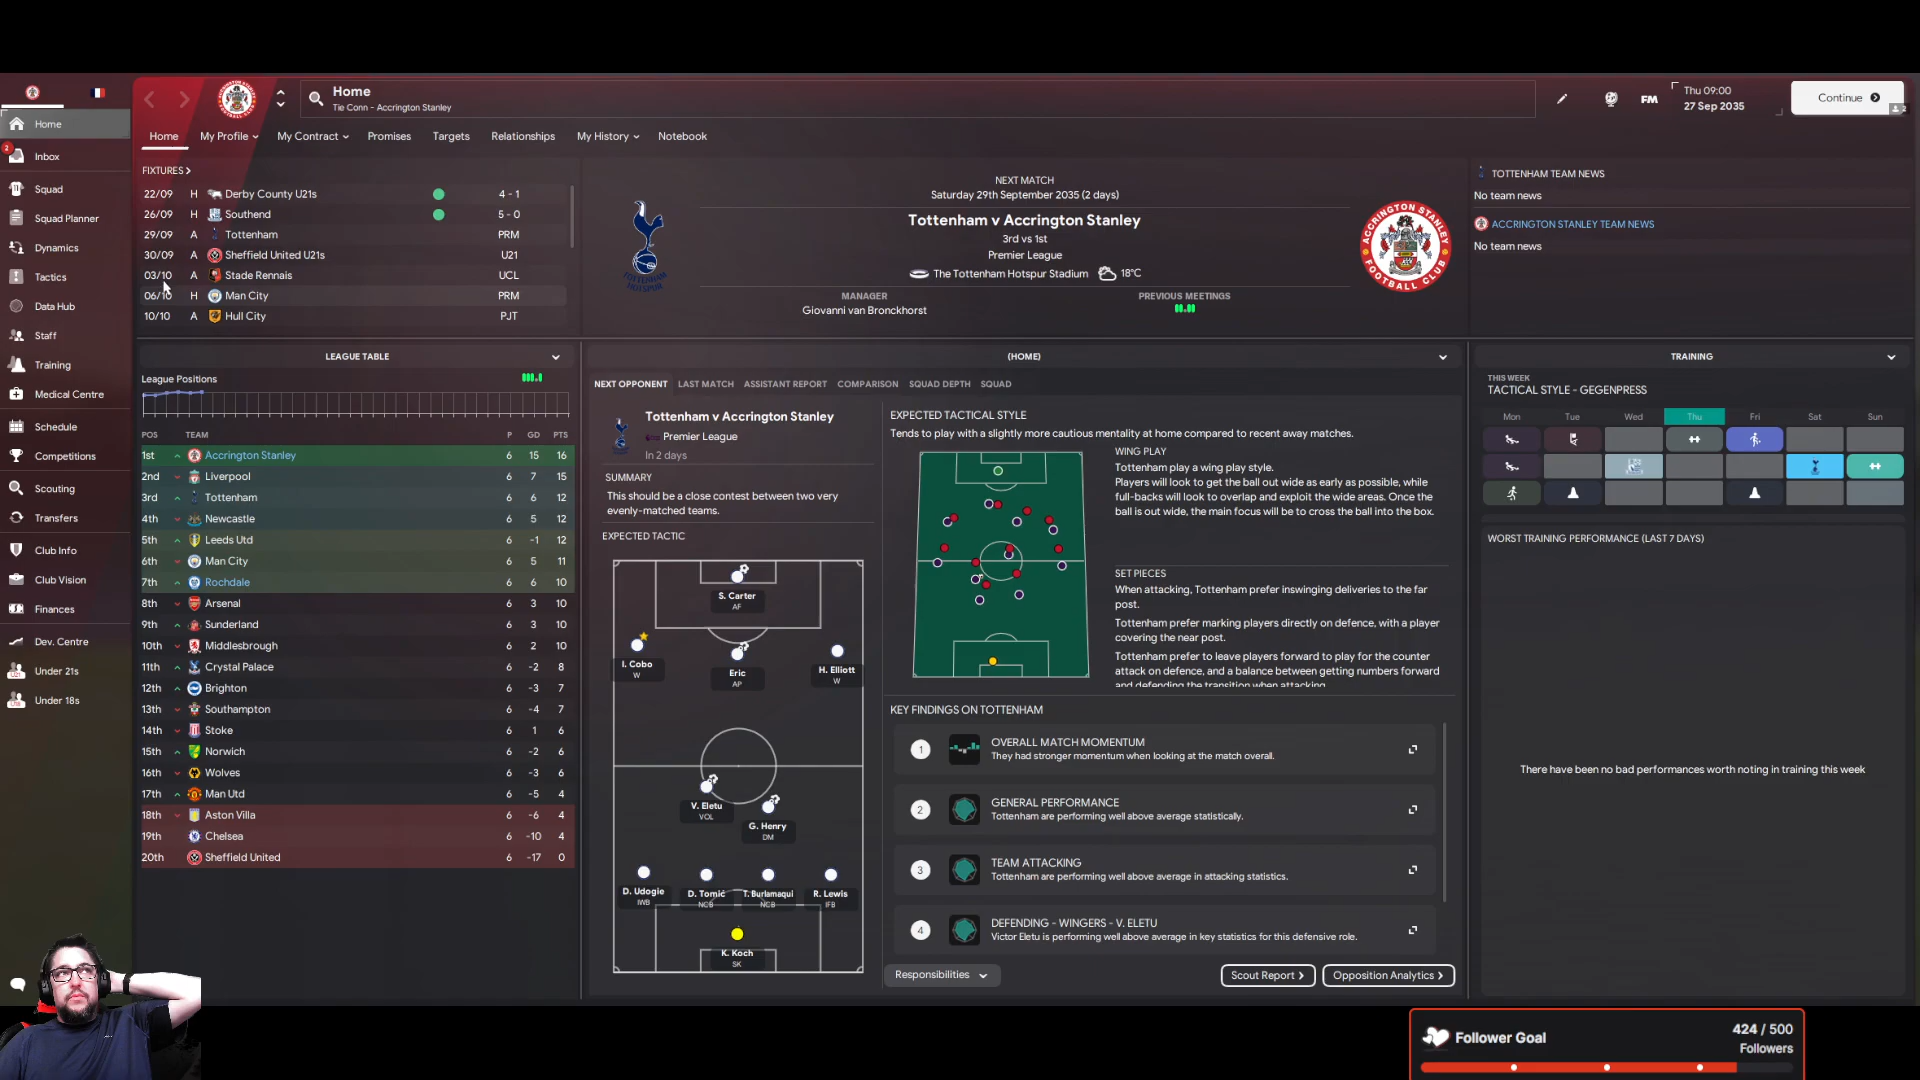 Home
Tie Conn - Accrington Stanley
FM
Thu 09:00
27 Sep 2035
Continue
2
Home
Inbox
2
Squad
Squad Planner
Dynamics
Tactics
Data Hub
Staff
Training
Medical Centre
Schedule
Competitions
Scouting
Transfers
Club Info
Club Vision
Finances
Dev. Centre
Under 21s
Under 18s
Home
My Profile
My Contract
Promises
Targets
Relationships
My History
Notebook
FIXTURES
22/09 H Derby County U21s 4 - 1
26/09 H Southend 5 - 0
29/09 A Tottenham PRM
30/09 A Sheffield United U21s U21
03/10 A Stade Rennais UCL
06/10 H Man City PRM
10/10 A Hull City PJT
NEXT MATCH
Saturday 29th September 2035 (2 days)
Tottenham v Accrington Stanley
3rd vs 1st
Premier League
The Tottenham Hotspur Stadium 18°C
MANAGER
Giovanni van Bronckhorst
PREVIOUS MEETINGS
ACCRINGTON STANLEY
FOOTBALL CLUB
TOTTENHAM TEAM NEWS
No team news
ACCRINGTON STANLEY TEAM NEWS
No team news
LEAGUE TABLE
League Positions
POS TEAM P GD PTS
1st Accrington Stanley 6 15 16
2nd Liverpool 6 7 15
3rd Tottenham 6 6 12
4th Newcastle 6 5 12
5th Leeds Utd 6 -1 12
6th Man City 6 5 11
7th Rochdale 6 6 10
8th Arsenal 6 3 10
9th Sunderland 6 3 10
10th Middlesbrough 6 2 10
11th Crystal Palace 6 -2 8
12th Brighton 6 -3 7
13th Southampton 6 -4 7
14th Stoke 6 1 6
15th Norwich 6 -2 6
16th Wolves 6 -3 6
17th Man Utd 6 -5 4
18th Aston Villa 6 -6 4
19th Chelsea 6 -10 4
20th Sheffield United 6 -17 0
(HOME)
NEXT OPPONENT
LAST MATCH
ASSISTANT REPORT
COMPARISON
SQUAD DEPTH
SQUAD
Tottenham v Accrington Stanley
Premier League
In 2 days
SUMMARY
This should be a close contest between two very
evenly-matched teams.
EXPECTED TACTIC
S. Carter
AF
I. Cobo
W
Eric
AP
H. Elliott
W
V. Eletu
VOL
G. Henry
DM
D. Udogie
IWB
D. Tomić
NCB
T. Burlamaqui
NCB
R. Lewis
IFB
K. Koch
SK
EXPECTED TACTICAL STYLE
Tends to play with a slightly more cautious mentality at home compared to recent away matches.
WING PLAY
Tottenham play a wing play style.
Players will look to get the ball out wide as early as possible, while
full-backs will look to overlap and exploit the wide areas. Once the
ball is out wide, the main focus will be to cross the ball into the box.
SET PIECES
When attacking, Tottenham prefer inswinging deliveries to the far
post.
Tottenham prefer marking players directly on defence, with a player
covering the near post.
Tottenham prefer to leave players forward to play for the counter
attack on defence, and a balance between getting numbers forward
and defending the transition when attacking.
KEY FINDINGS ON TOTTENHAM
1
OVERALL MATCH MOMENTUM
They had stronger momentum when looking at the match overall.
2
GENERAL PERFORMANCE
Tottenham are performing well above average statistically.
3
TEAM ATTACKING
Tottenham are performing well above average in attacking statistics.
4
DEFENDING - WINGERS - V. ELETU
Victor Eletu is performing well above average in key statistics for this defensive role.
Responsibilities
Scout Report
Opposition Analytics
TRAINING
THIS WEEK
TACTICAL STYLE - GEGENPRESS
Mon Tue Wed Thu Fri Sat Sun
WORST TRAINING PERFORMANCE (LAST 7 DAYS)
There have been no bad performances worth noting in training this week
Follower Goal
424 / 500
Followers